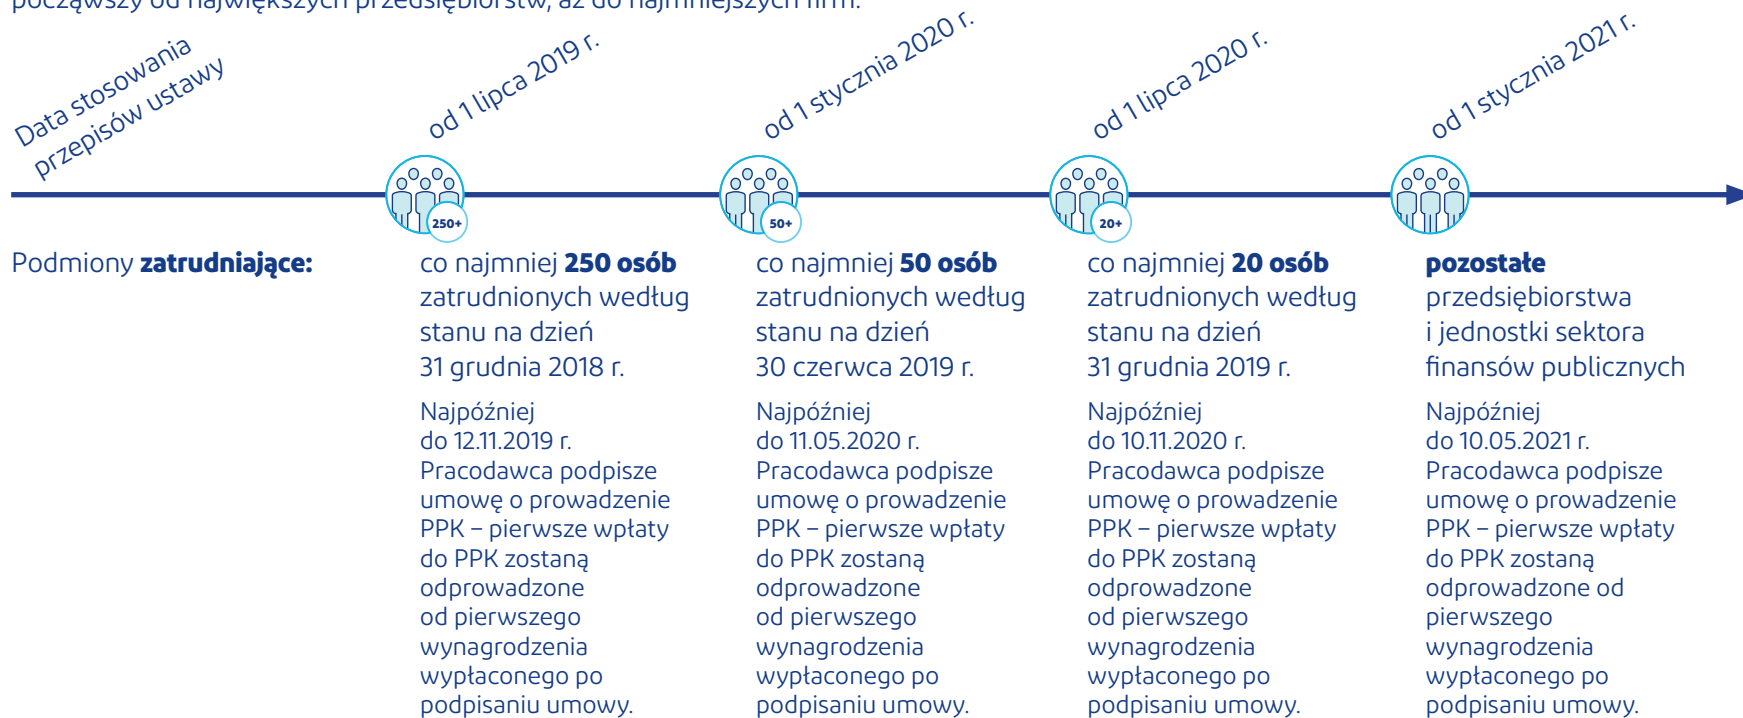 począwszy od największych przedsiębiorstw, aż do najmniejszych firm.
Data stosowania
przepisów ustawy
od 1 lipca 2019 r.
od 1 stycznia 2020 r.
od 1 lipca 2020 r.
od 1 stycznia 2021 r.
250+
50+
20+
Podmiony zatrudniające:
co najmniej 250 osób
zatrudnionych według
stanu na dzień
31 grudnia 2018 r.
Najpóźniej
do 12.11.2019 r.
Pracodawca podpisze
umowę o prowadzenie
PPK – pierwsze wpłaty
do PPK zostaną
odprowadzone
od pierwszego
wynagrodzenia
wypłaconego po
podpisaniu umowy.
co najmniej 50 osób
zatrudnionych według
stanu na dzień
30 czerwca 2019 r.
Najpóźniej
do 11.05.2020 r.
Pracodawca podpisze
umowę o prowadzenie
PPK – pierwsze wpłaty
do PPK zostaną
odprowadzone
od pierwszego
wynagrodzenia
wypłaconego po
podpisaniu umowy.
co najmniej 20 osób
zatrudnionych według
stanu na dzień
31 grudnia 2019 r.
Najpóźniej
do 10.11.2020 r.
Pracodawca podpisze
umowę o prowadzenie
PPK – pierwsze wpłaty
do PPK zostaną
odprowadzone
od pierwszego
wynagrodzenia
wypłaconego po
podpisaniu umowy.
pozostałe
przedsiębiorstwa
i jednostki sektora
finansów publicznych
Najpóźniej
do 10.05.2021 r.
Pracodawca podpisze
umowę o prowadzenie
PPK – pierwsze wpłaty
do PPK zostaną
odprowadzone od
pierwszego
wynagrodzenia
wypłaconego po
podpisaniu umowy.